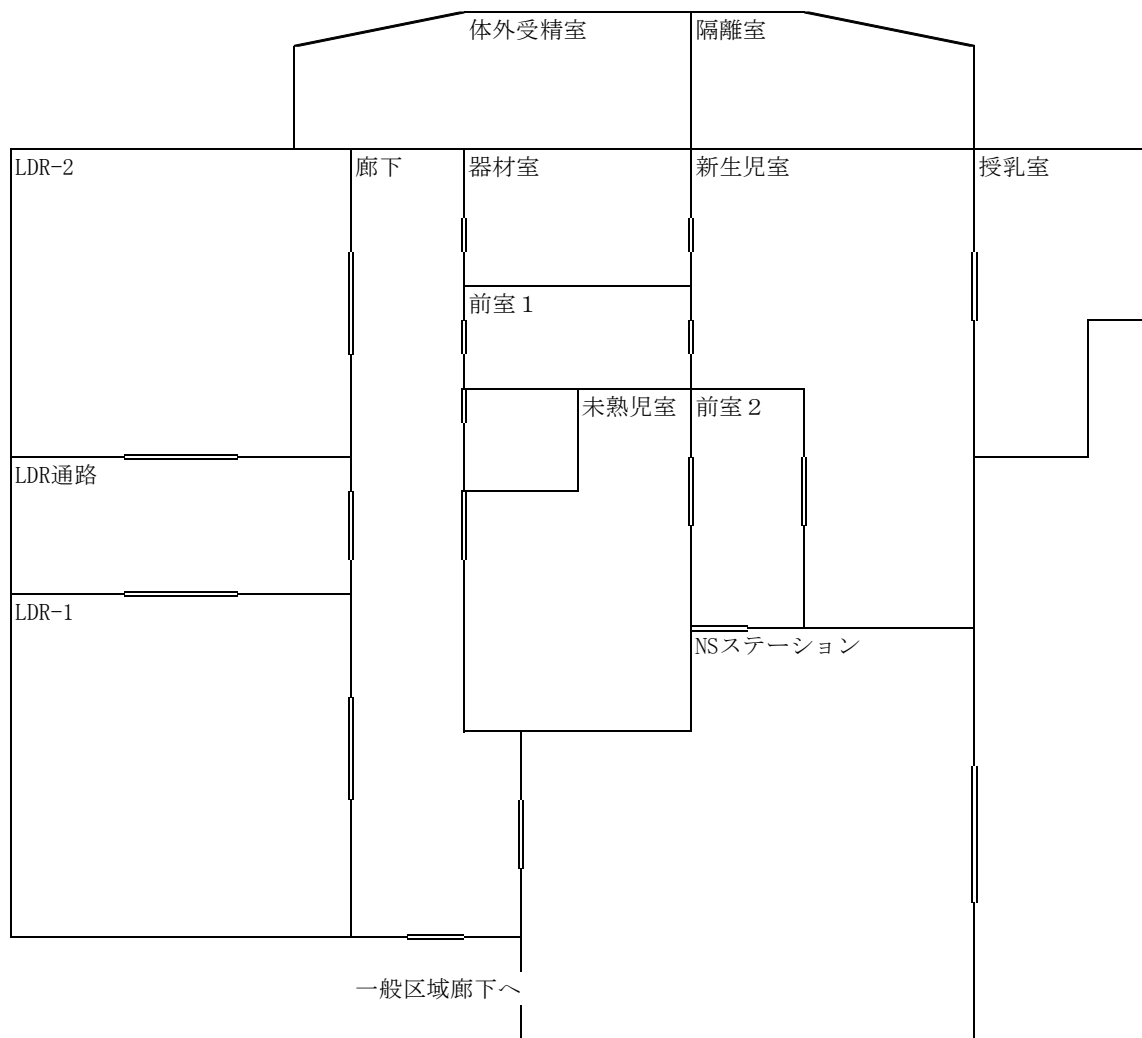 体外受精室
隔離室
LDR-2
廊下
器材室
新生児室
授乳室
前室１
未熟児室
前室２
LDR通路
LDR-1
NSステーション
一般区域廊下へ